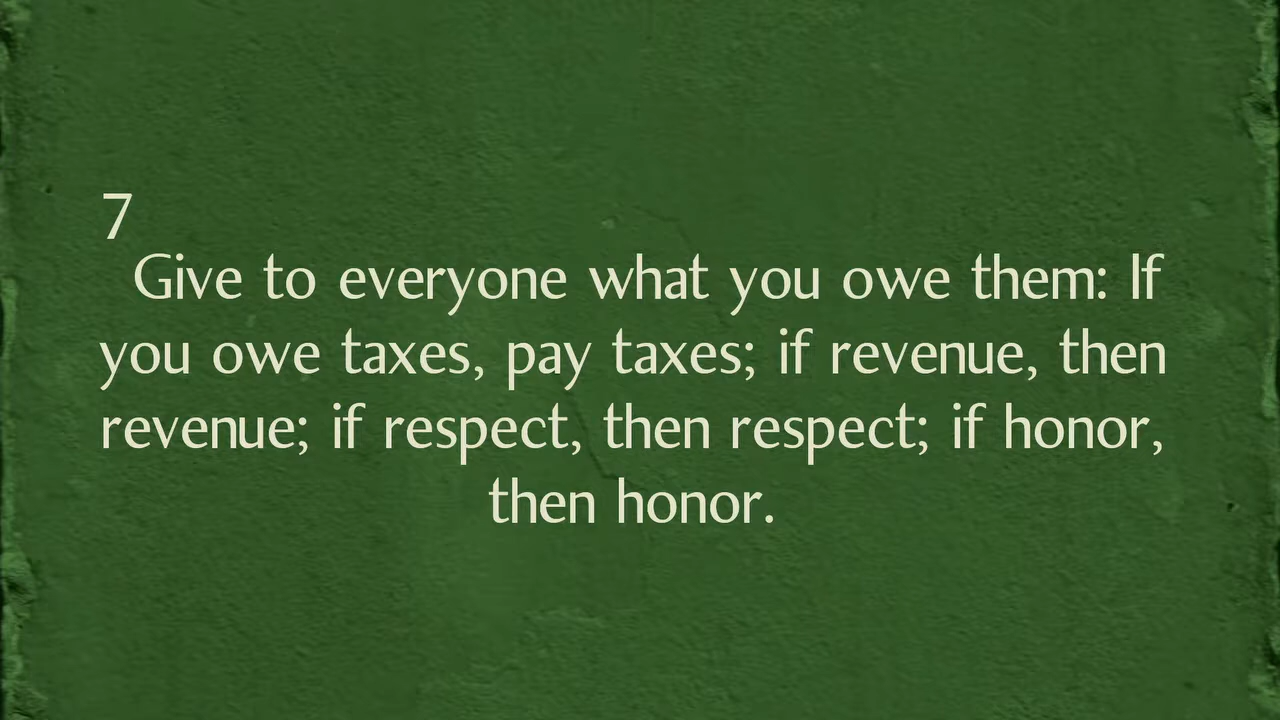 7
Give to everyone what you owe them: If
you owe taxes, pay taxes; if revenue, then
revenue; if respect, then respect; if honor,
then honor.